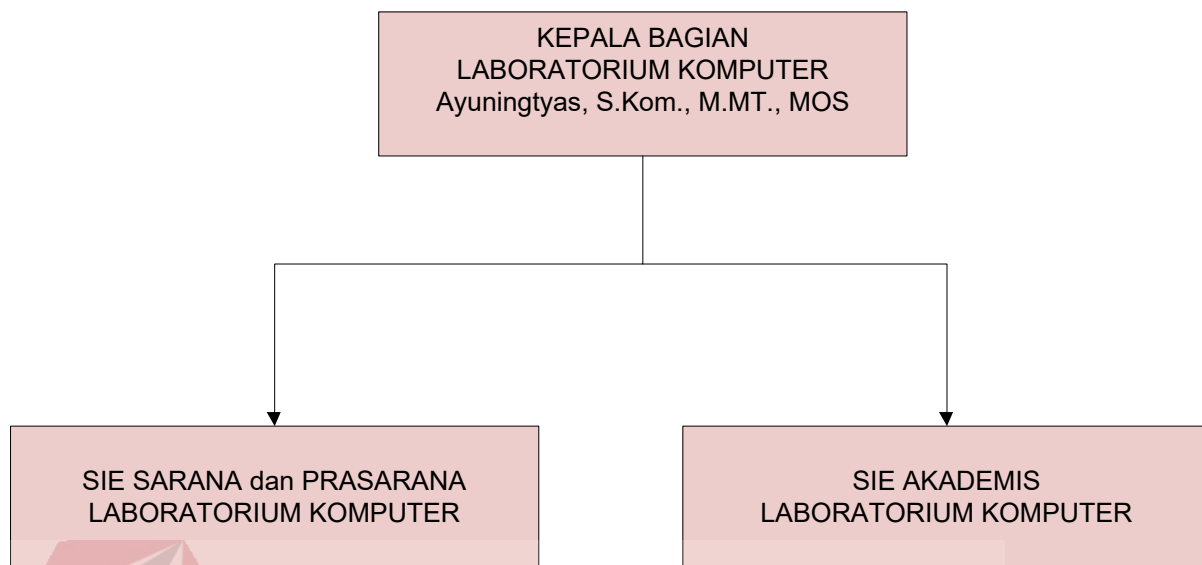 KEPALA BAGIAN
LABORATORIUM KOMPUTER
Ayuningtyas, S.Kom., M.MT., MOS
SIE SARANA dan PRASARANA
LABORATORIUM KOMPUTER
SIE AKADEMIS
LABORATORIUM KOMPUTER